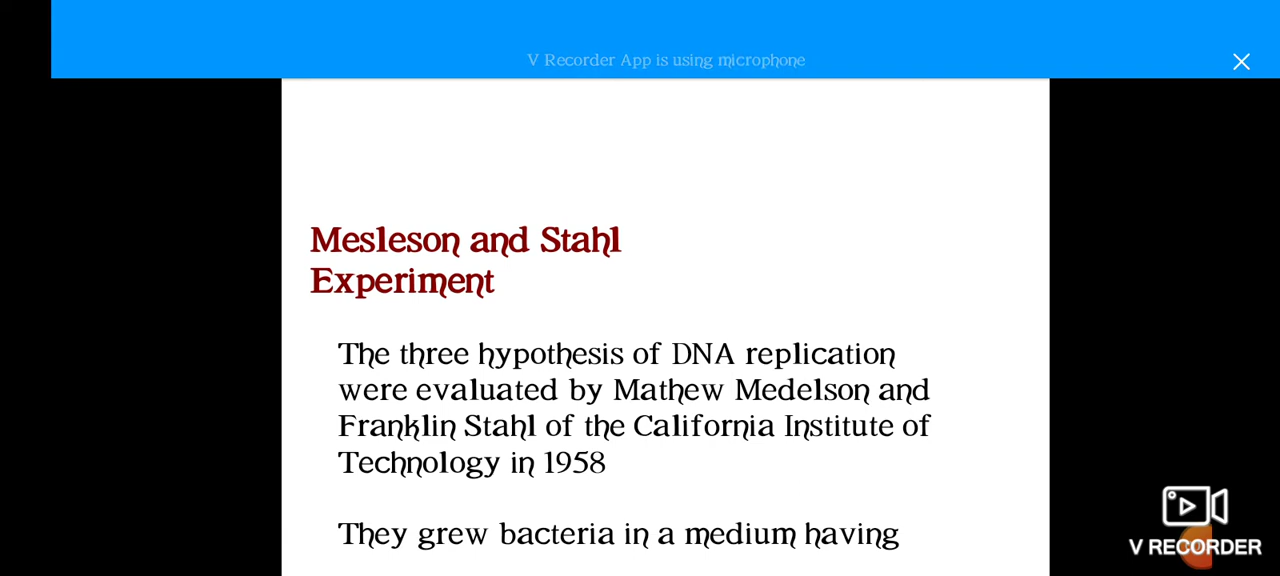 V Recorder App is using microphone
Mesleson and Stahl
Experiment
The three hypothesis of DNA replication
were evaluated by Mathew Medelson and
Franklin Stahl of the California Institute of
Technology in 1958
They grew bacteria in a medium having
V RECORDER